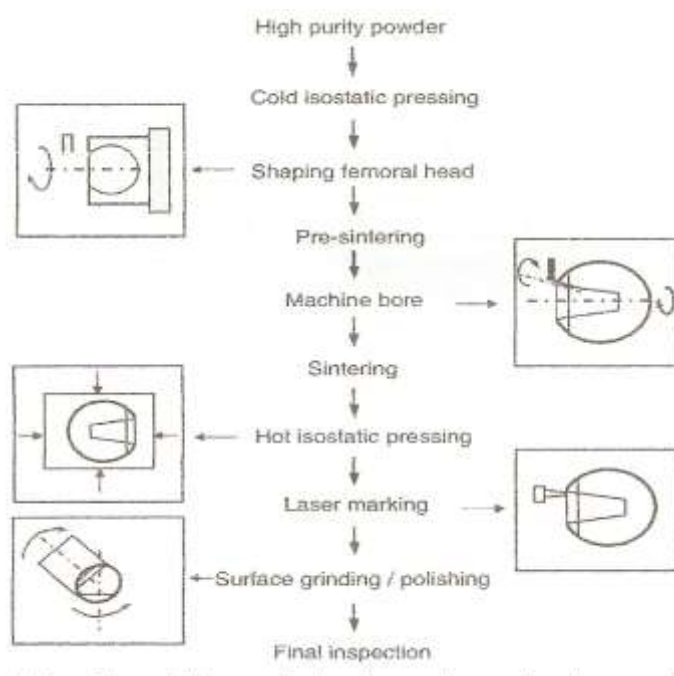 High purity powder
Cold isostatic pressing
Shaping femoral head
Pre-sintering
Machine bore
Sintering
Hot isostatic pressing
Laser marking
Surface grinding / polishing
Final inspection